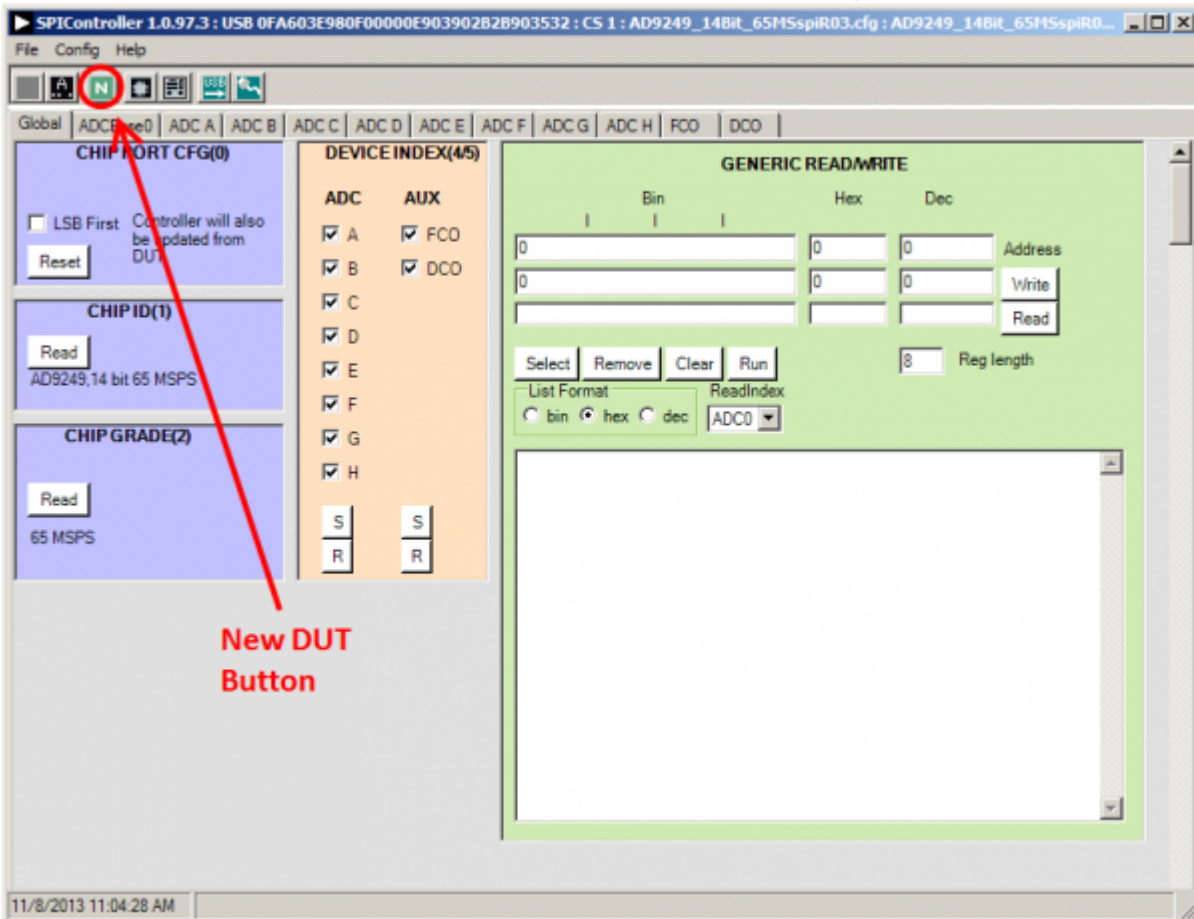 SPIController 1.0.97.3 : USB 0FA603E980F00000E903902B2B903532 : CS 1 : AD9249_14Bit_65MSspiR03.cfg : AD9249_14Bit_65MSspiR0...
File Config Help
A N USB
Global ADC A ADC B ADC C ADC D ADC E ADC F ADC G ADC H FCO DCO
CHIP PORT CFG(0)
LSB First
Controller will also
be updated from
DUT
Reset
CHIP ID(1)
Read
AD9249,14 bit 65 MSPS
CHIP GRADE(2)
Read
65 MSPS
DEVICE INDEX(4/5)
ADC AUX
A FCO
B DCO
C
D
E
F
G
H
S S
R R
GENERIC READ/WRITE
Bin Hex Dec
0 0 0 Address
0 0 0 Write
Read
Select Remove Clear Run 8 Reg length
List Format ReadIndex
bin hex dec ADC0
New DUT
Button
11/8/2013 11:04:28 AM